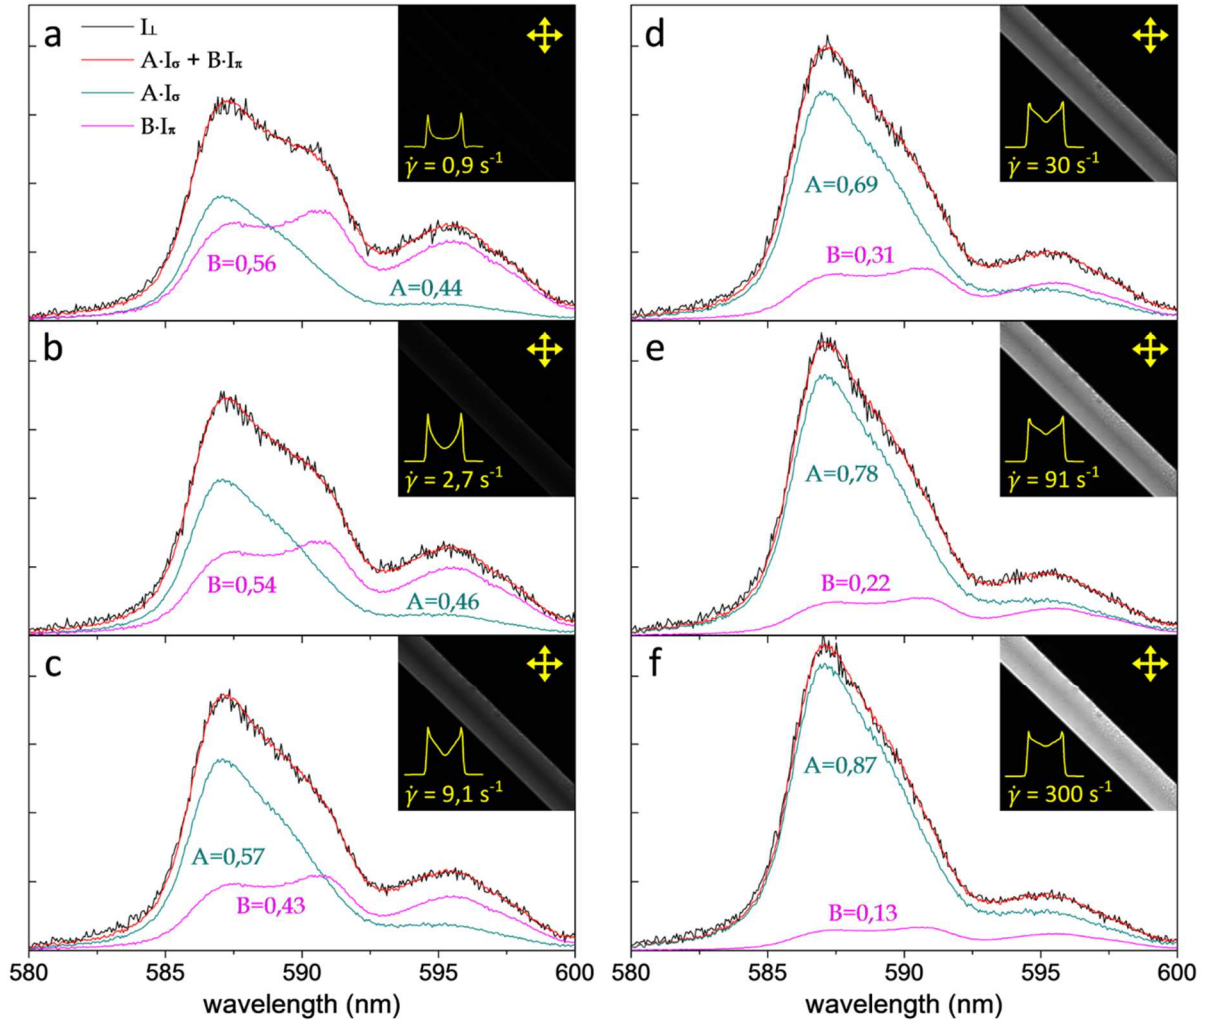 a
I⊥
A·Iσ + B·Iπ
A·Iσ
B·Iπ
γ̇ = 0,9 s⁻¹
B=0,56
A=0,44
b
γ̇ = 2,7 s⁻¹
B=0,54
A=0,46
c
γ̇ = 9,1 s⁻¹
A=0,57
B=0,43
580 585 590 595 600
wavelength (nm)
d
γ̇ = 30 s⁻¹
A=0,69
B=0,31
e
γ̇ = 91 s⁻¹
A=0,78
B=0,22
f
γ̇ = 300 s⁻¹
A=0,87
B=0,13
580 585 590 595 600
wavelength (nm)